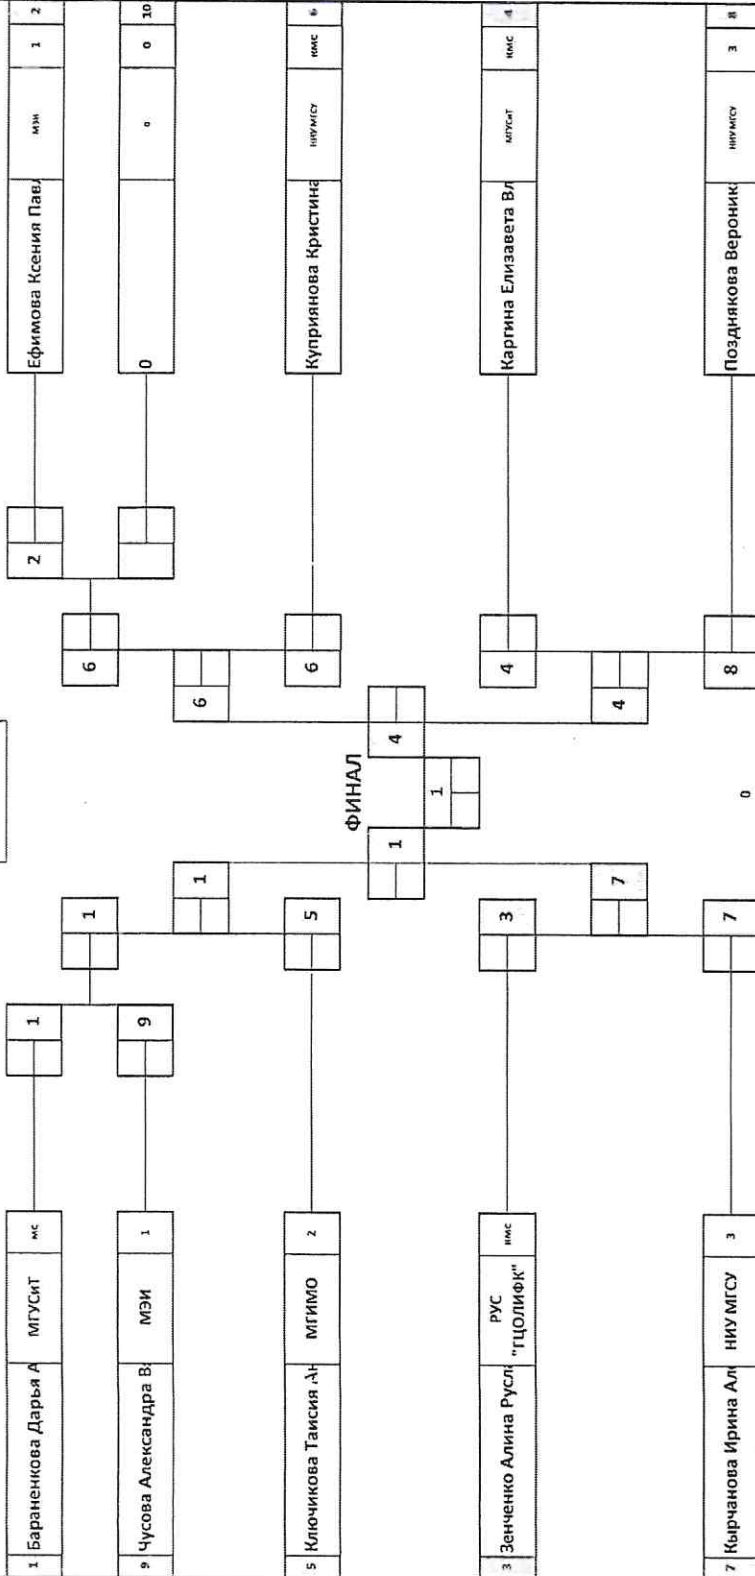 1 Бараненкова Дарья А МГУСиТ мс
1
9 Чусова Александра В МЭИ 1
9
1
5 Ключикова Таисия Ан МГИМО 2
5
1
3 Зенченко Алина Русл РУС "ГЦОЛИФК" кмс
3
7 Кырчанова Ирина Але НИУ МГСУ 3
7
7
ФИНАЛ
1
1
4
0
2
Ефимова Ксения Павл МЭИ 1 2
0 0 0 10
6
6
Куприянова Кристина НИУ МГСУ кмс 6
6
4
Каргина Елизавета Вл МГУСиТ кмс 4
4
8
Позднякова Вероник НИУ МГСУ 3 8